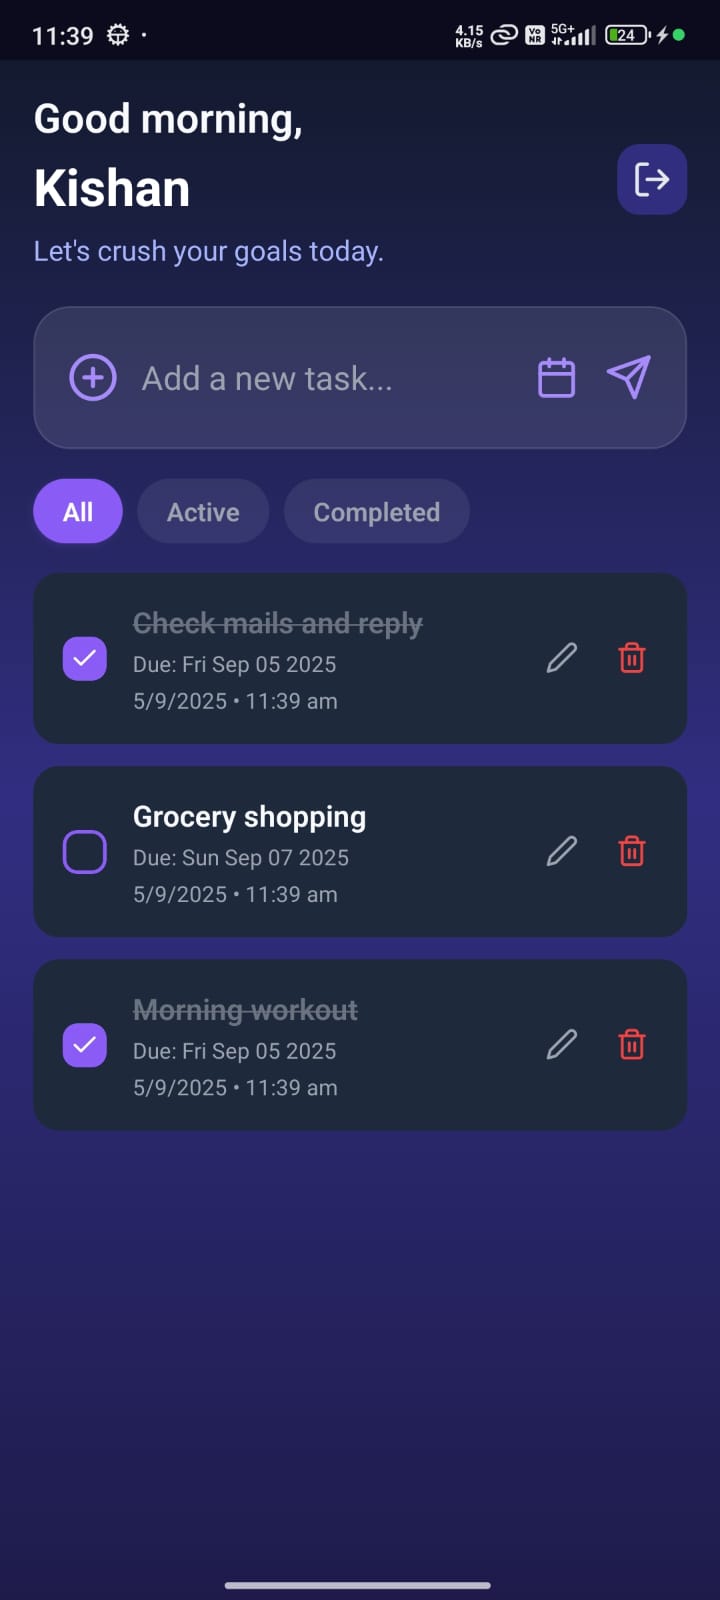 11:39
4.15
KB/s
Vo
NR
5G+
24
Good morning,
Kishan
Let's crush your goals today.
Add a new task...
All
Active
Completed
Check mails and reply
Due: Fri Sep 05 2025
5/9/2025 • 11:39 am
Grocery shopping
Due: Sun Sep 07 2025
5/9/2025 • 11:39 am
Morning workout
Due: Fri Sep 05 2025
5/9/2025 • 11:39 am